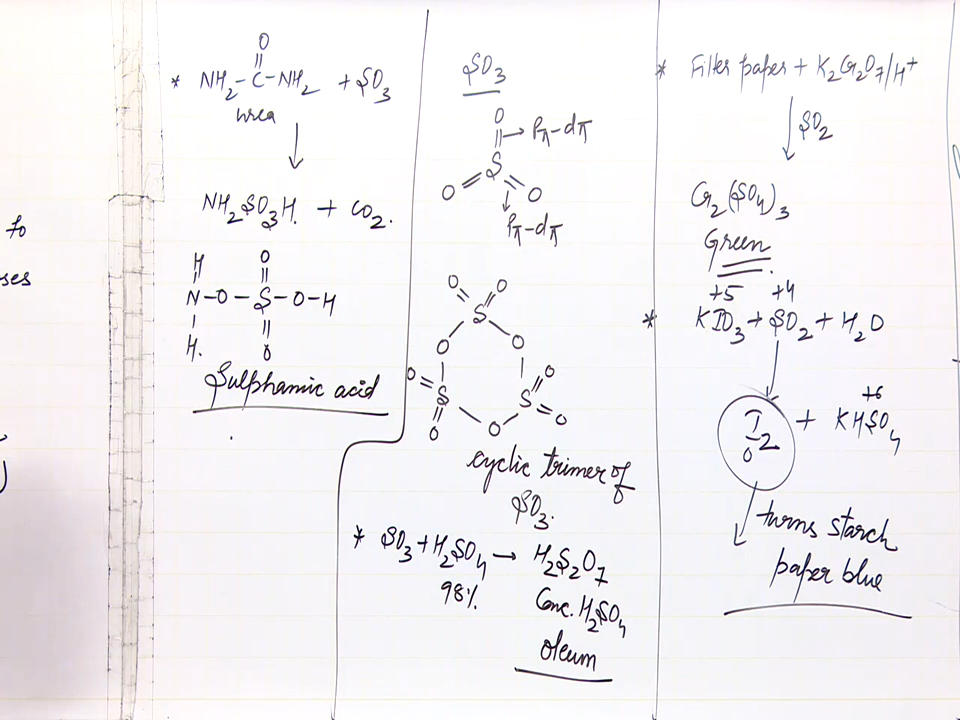 to
ses
O
||
* NH2 – C – NH2 + SO3
urea
↓
NH2SO3H. + CO2.
H O
| ||
N – O – S – O – H
| ||
H. O
Sulphamic acid
SO3
O
|| → Pπ-dπ
S
O O
↓
Pπ-dπ
O O
S
O O
O S S O
O O O
cyclic trimer of
SO3.
* SO3 + H2SO4 → H2S2O7
98%. Conc. H2SO4
oleum
* Filter paper + K2Cr2O7/H+
↓ SO2
Cr2(SO4)3
Green
+5 +4
* KIO3 + SO2 + H2O
+6
I2 + KHSO4
0
turns starch
paper blue